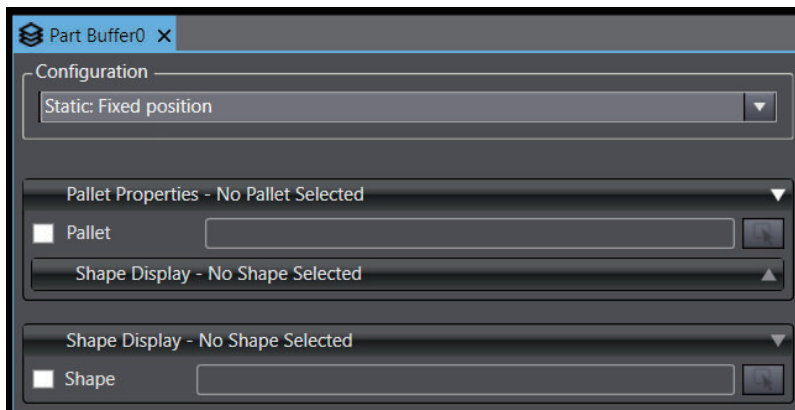 Part Buffer0
Configuration
Static: Fixed position
Pallet Properties - No Pallet Selected
Pallet
Shape Display - No Shape Selected
Shape Display - No Shape Selected
Shape